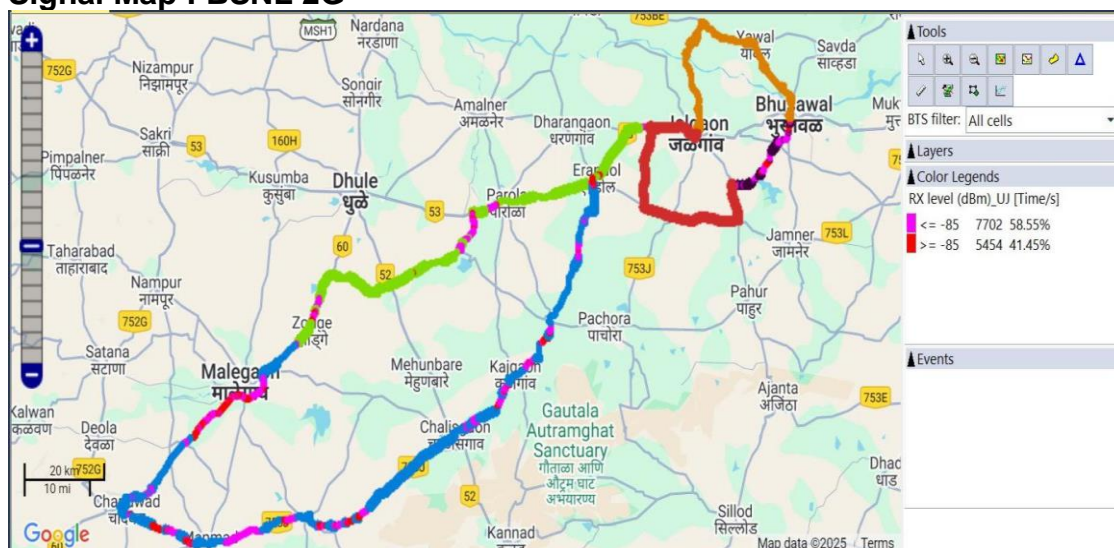 Signal Map : BSNL 2G
MSH1
Nardana
नरडाणा
753BE
Yawal
यावल
Savda
सावद़ा
752G
Nizampur
निझामपूर
Songir
सोनगीर
Amalner
अमळनेर
Dharangaon
धरणगांव
Jalgaon
जळगांव
Bhusawal
भुसावळ
Sakri
साक्री
53
160H
Pimpalner
पिंपळनेर
Kusumba
कुसुंबा
Dhule
धुळे
53
Parola
पारोळा
Erandol
60
52
753J
753L
Jamner
जामनेर
Taharabad
ताहाराबाद
Nampur
नामपूर
752G
Pahur
पाहुर
Pachora
पाचोरा
Satana
सटाणा
Malegaon
मालेगाव
Mehunbare
मेहुणबारे
Kajgaon
Ajanta
अजिंठा
753E
Kalwan
कळवण
Deola
देवळा
Chalisgaon
Gautala
Autramghat
Sanctuary
गौताळा आणि
औट्रम घाट
अभयारण्य
20 km
10 mi
752G
Chandwad
52
Google
Manmad
Kannad
Sillod
सिल्लोड
Map data ©2025
Terms
Tools
BTS filter: All cells
Layers
Color Legends
RX level (dBm)_UJ [Time/s]
<= -85 7702 58.55%
>= -85 5454 41.45%
Events